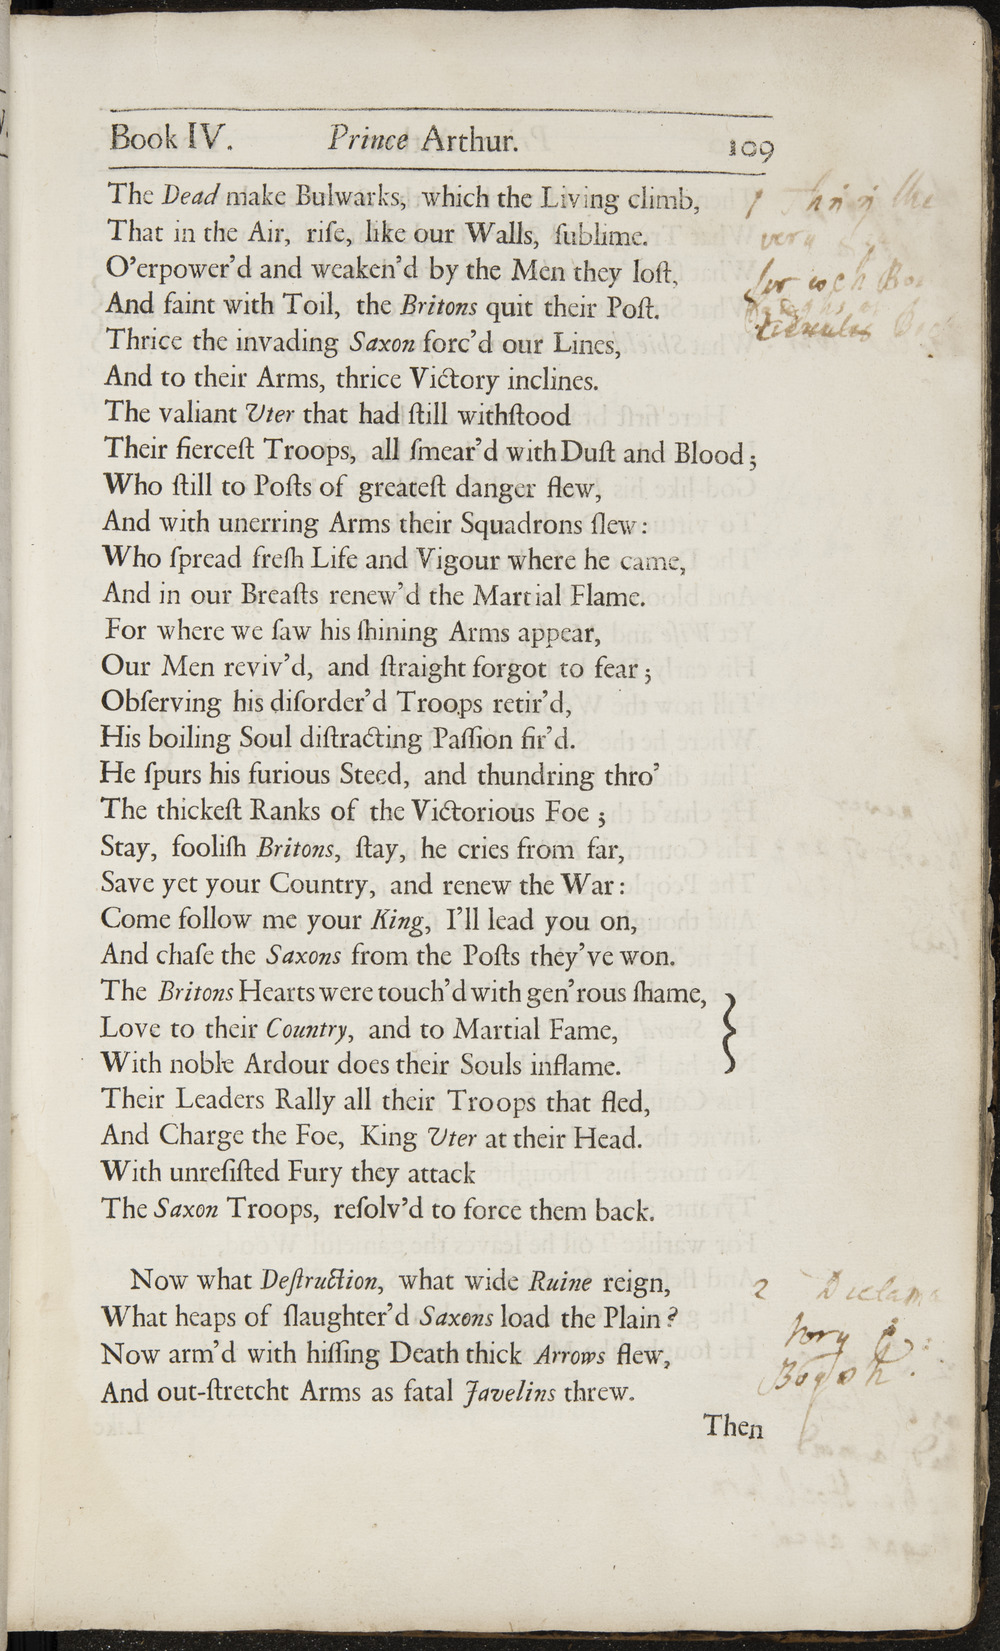 Book IV. Prince Arthur. 109
The Dead make Bulwarks, which the Living climb,
That in the Air, riſe, like our Walls, ſublime.
O'erpower'd and weaken'd by the Men they loſt,
And faint with Toil, the Britons quit their Poſt.
Thrice the invading Saxon forc'd our Lines,
And to their Arms, thrice Victory inclines.
The valiant Uter that had ſtill withſtood
Their fierceſt Troops, all ſmear'd with Duſt and Blood;
Who ſtill to Poſts of greateſt danger flew,
And with unerring Arms their Squadrons ſlew:
Who ſpread freſh Life and Vigour where he came,
And in our Breaſts renew'd the Martial Flame.
For where we ſaw his ſhining Arms appear,
Our Men reviv'd, and ſtraight forgot to fear;
Obſerving his diſorder'd Troops retir'd,
His boiling Soul diſtracting Paſſion fir'd.
He ſpurs his furious Steed, and thundring thro'
The thickeſt Ranks of the Victorious Foe;
Stay, fooliſh Britons, ſtay, he cries from far,
Save yet your Country, and renew the War:
Come follow me your King, I'll lead you on,
And chaſe the Saxons from the Poſts they've won.
The Britons Hearts were touch'd with gen'rous ſhame,
Love to their Country, and to Martial Fame,
With noble Ardour does their Souls inflame.
Their Leaders Rally all their Troops that fled,
And Charge the Foe, King Uter at their Head.
With unreſiſted Fury they attack
The Saxon Troops, reſolv'd to force them back.
Now what Deſtruction, what wide Ruine reign,
What heaps of ſlaughter'd Saxons load the Plain?
Now arm'd with hiſſing Death thick Arrows flew,
And out-ſtretcht Arms as fatal Javelins threw.
Then
1
very
2